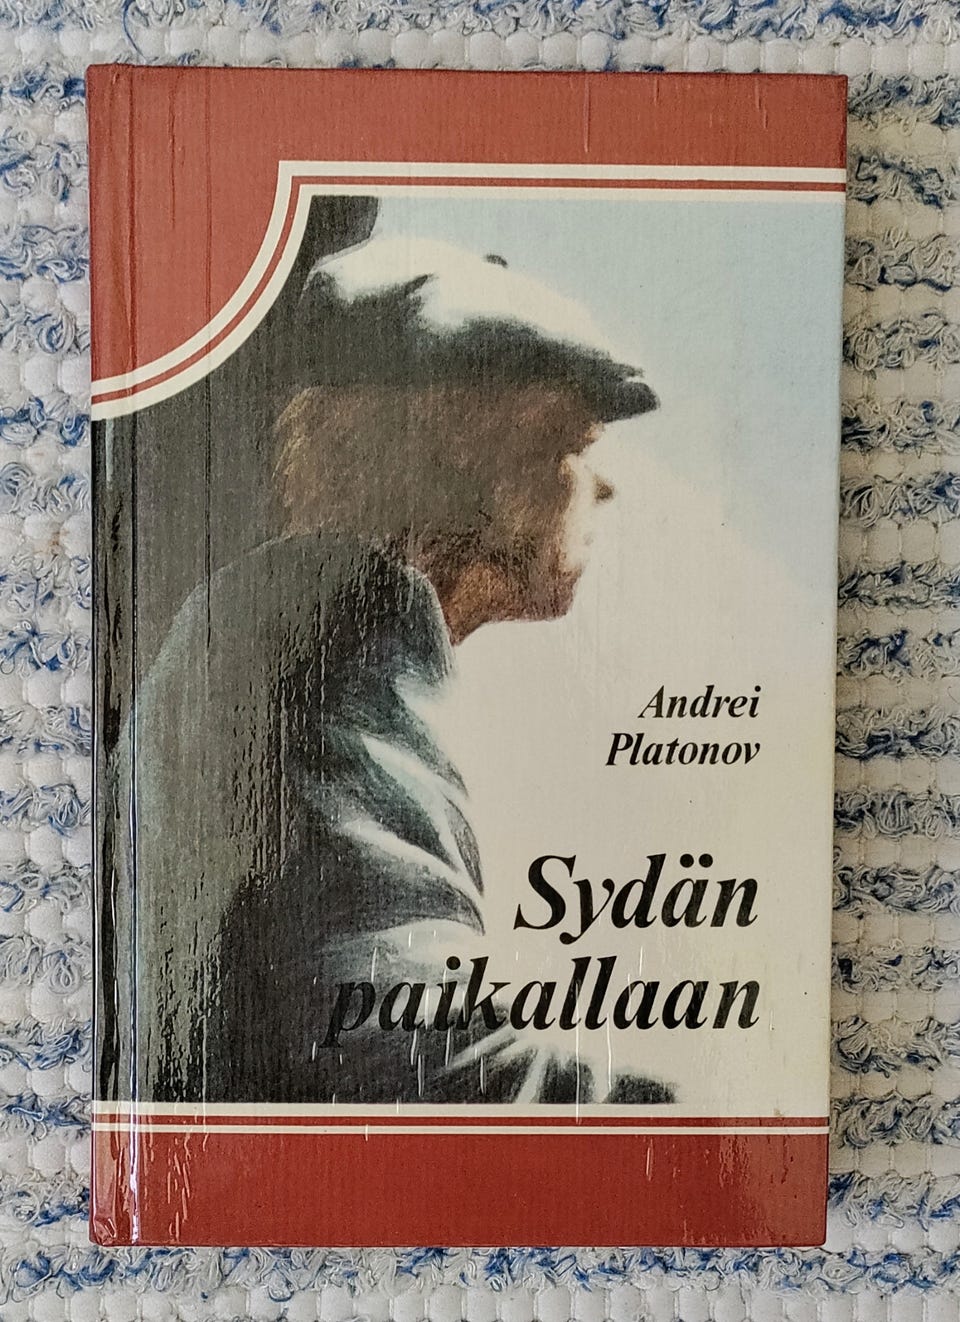 Andrei
Platonov
Sydän
paikallaan